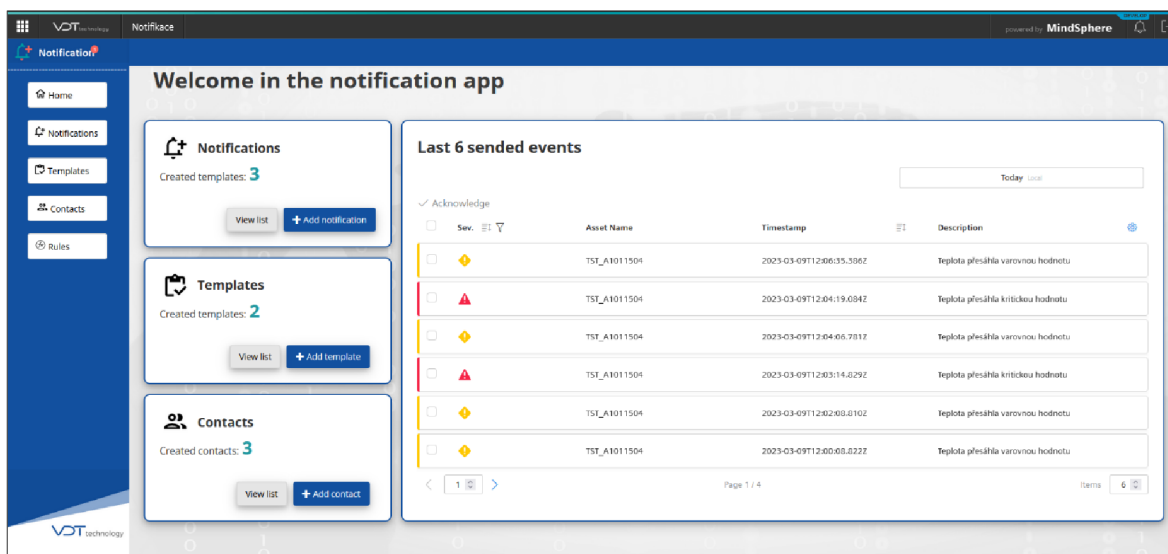 VDT technology Notifikace powered by MindSphere
Notification
Welcome in the notification app
Home
Notifications
Templates
Contacts
Rules
Notifications
Created templates: 3
View list + Add notification
Templates
Created templates: 2
View list + Add template
Contacts
Created contacts: 3
View list + Add contact
Last 6 sended events
Today Local
Acknowledge
Sev. Asset Name Timestamp Description
TST_A1011504 2023-03-09T12:06:35.386Z Teplota přesáhla varovnou hodnotu
TST_A1011504 2023-03-09T12:04:19.084Z Teplota přesáhla kritickou hodnotu
TST_A1011504 2023-03-09T12:04:06.781Z Teplota přesáhla varovnou hodnotu
TST_A1011504 2023-03-09T12:03:14.829Z Teplota přesáhla kritickou hodnotu
TST_A1011504 2023-03-09T12:02:08.810Z Teplota přesáhla varovnou hodnotu
TST_A1011504 2023-03-09T12:00:08.822Z Teplota přesáhla varovnou hodnotu
1 Page 1 / 4 Items 6
VDT technology